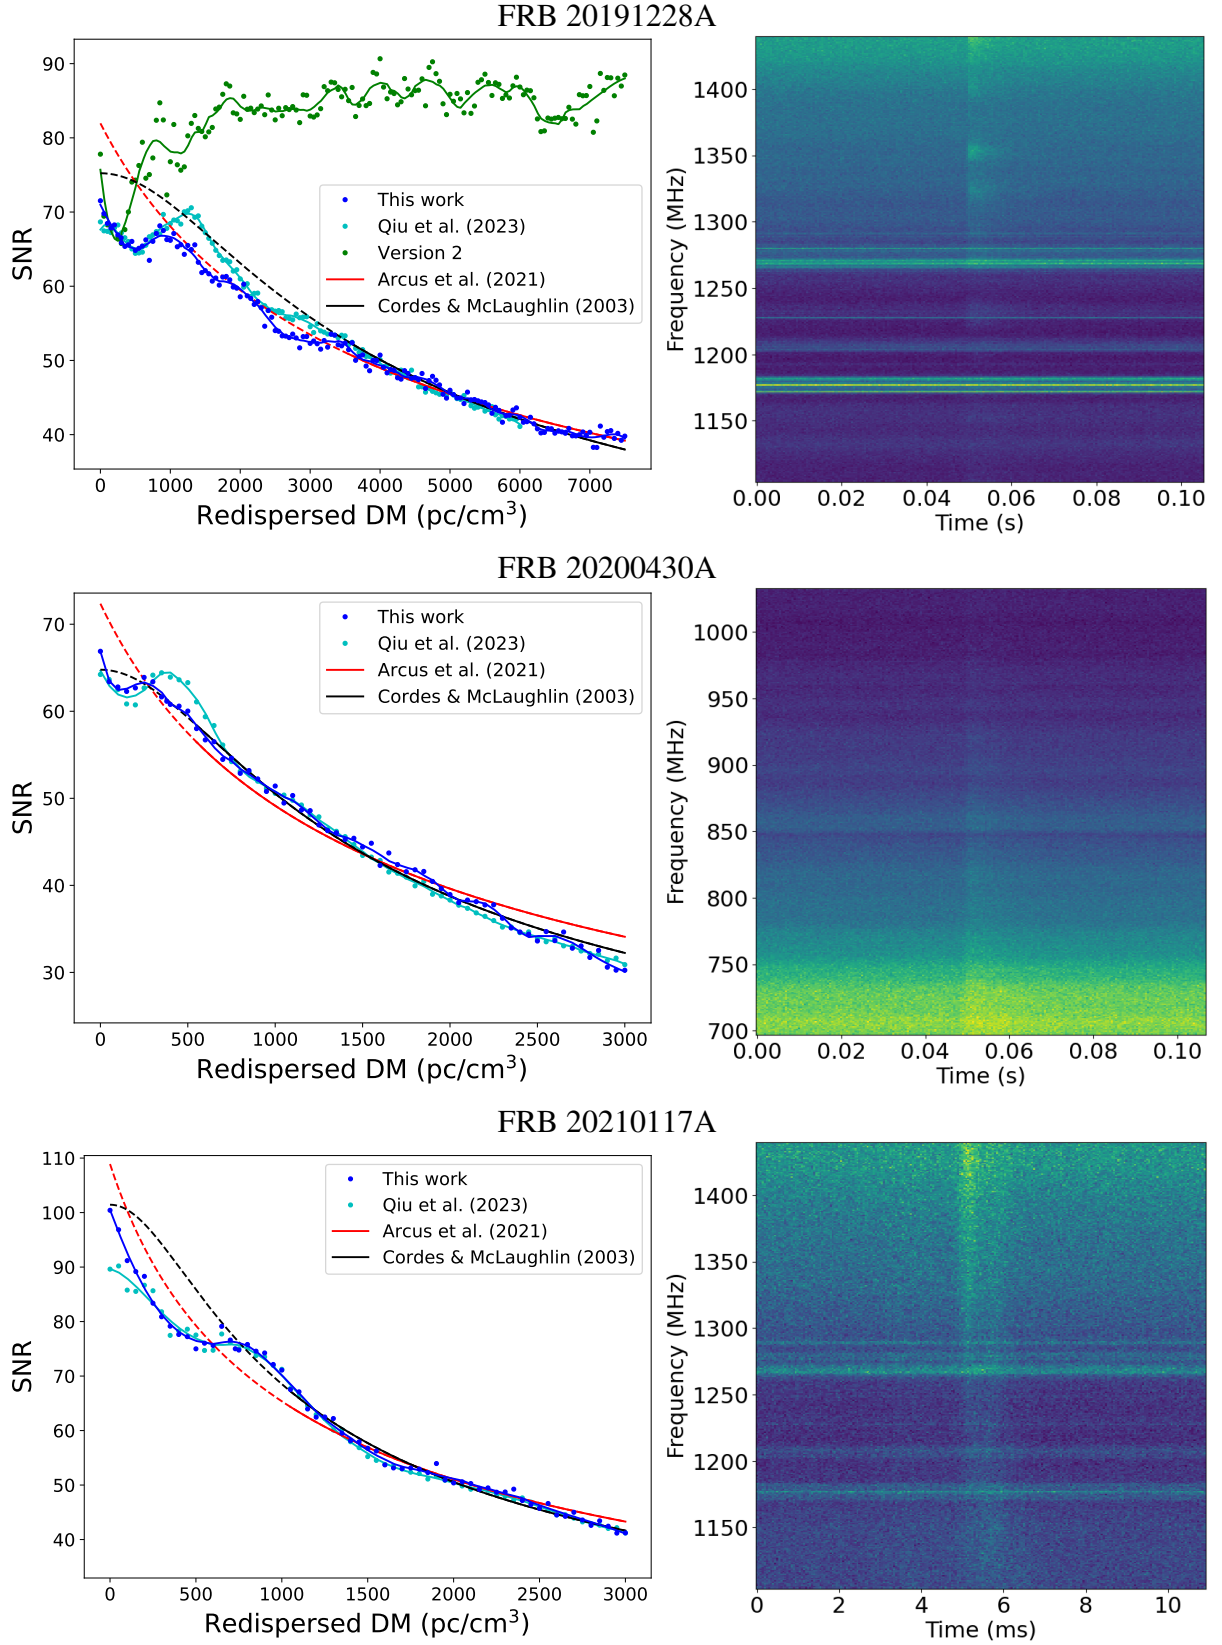 FRB 20191228A
90
80
70
60
50
40
SNR
0 1000 2000 3000 4000 5000 6000 7000
Redispersed DM (pc/cm³)
This work
Qiu et al. (2023)
Version 2
Arcus et al. (2021)
Cordes & McLaughlin (2003)
1400
1350
1300
1250
1200
1150
Frequency (MHz)
0.00 0.02 0.04 0.06 0.08 0.10
Time (s)
FRB 20200430A
70
60
50
40
30
SNR
0 500 1000 1500 2000 2500 3000
Redispersed DM (pc/cm³)
This work
Qiu et al. (2023)
Arcus et al. (2021)
Cordes & McLaughlin (2003)
1000
950
900
850
800
750
700
Frequency (MHz)
0.00 0.02 0.04 0.06 0.08 0.10
Time (s)
FRB 20210117A
110
100
90
80
70
60
50
40
SNR
0 500 1000 1500 2000 2500 3000
Redispersed DM (pc/cm³)
This work
Qiu et al. (2023)
Arcus et al. (2021)
Cordes & McLaughlin (2003)
1400
1350
1300
1250
1200
1150
Frequency (MHz)
0 2 4 6 8 10
Time (ms)